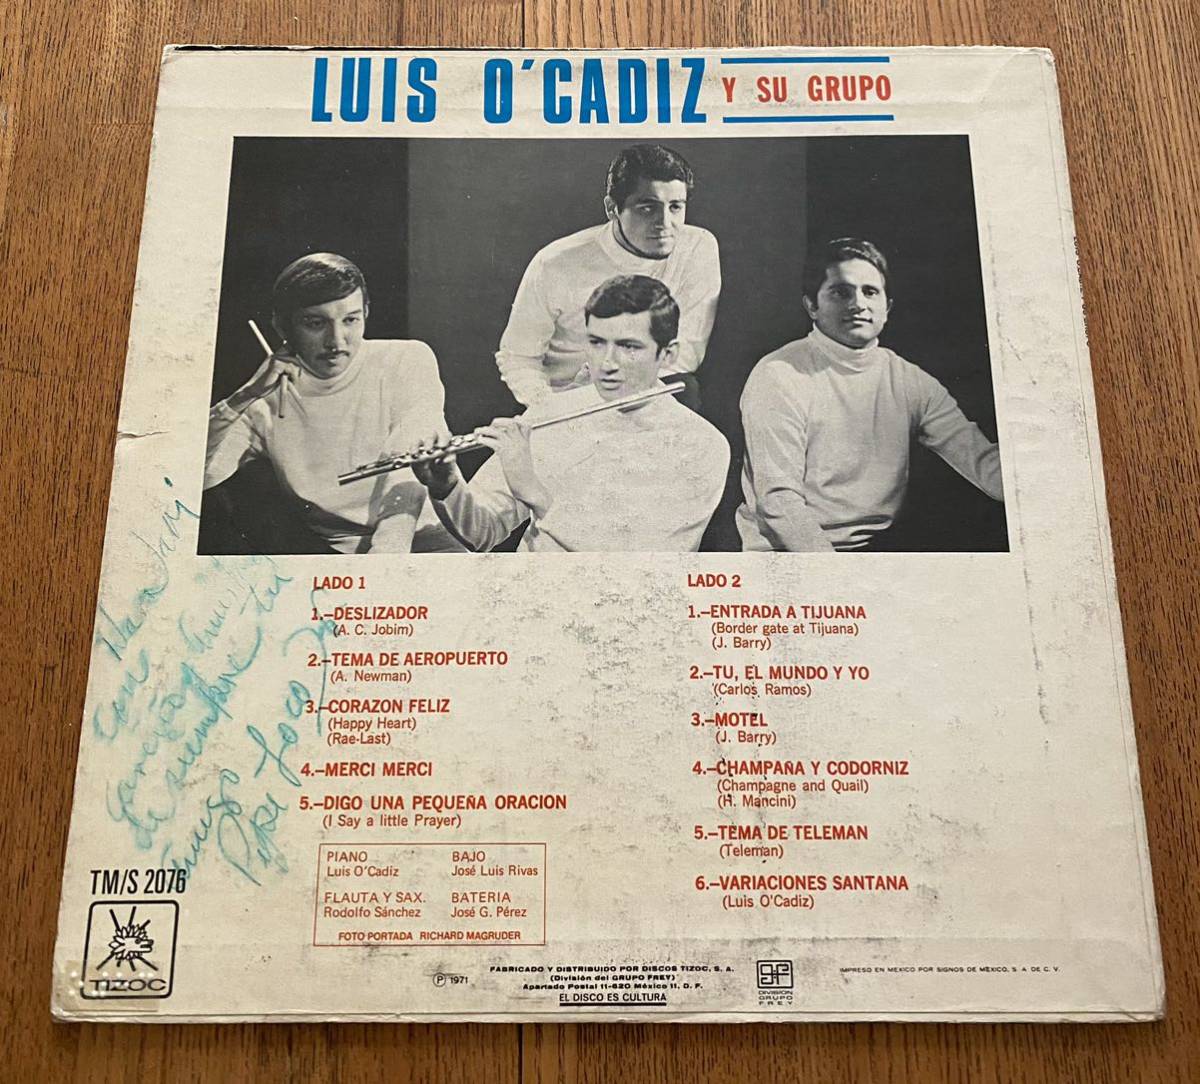 LUIS O'CADIZ Y SU GRUPO
LADO 1
1.-DESLIZADOR
(A. C. Jobim)
2.-TEMA DE AEROPUERTO
(A. Newman)
3.-CORAZON FELIZ
(Happy Heart)
(Rae-Last)
4.-MERCI MERCI
5.-DIGO UNA PEQUEÑA ORACION
(I Say a little Prayer)
LADO 2
1.-ENTRADA A TIJUANA
(Border gate at Tijuana)
(J. Barry)
2.-TU, EL MUNDO Y YO
(Carlos Ramos)
3.-MOTEL
(J. Barry)
4.-CHAMPAÑA Y CODORNIZ
(Champagne and Quail)
(H. Mancini)
5.-TEMA DE TELEMAN
(Teleman)
6.-VARIACIONES SANTANA
(Luis O'Cadiz)
PIANO
Luis O'Cadiz
BAJO
José Luis Rivas
FLAUTA Y SAX.
Rodolfo Sánchez
BATERIA
José G. Pérez
FOTO PORTADA RICHARD MAGRUDER
Con
cariño y
de siempre tu
amigo
TM/S 2076
TIZOC
Ⓟ 1971
FABRICADO Y DISTRIBUIDO POR DISCOS TIZOC, S. A.
(División del GRUPO FREY)
Apartado Postal 11-620 México 11, D. F.
EL DISCO ES CULTURA
gf
DIVISION
GRUPO
FREY
IMPRESO EN MEXICO POR SIGNOS DE MEXICO, S. A. DE C. V.